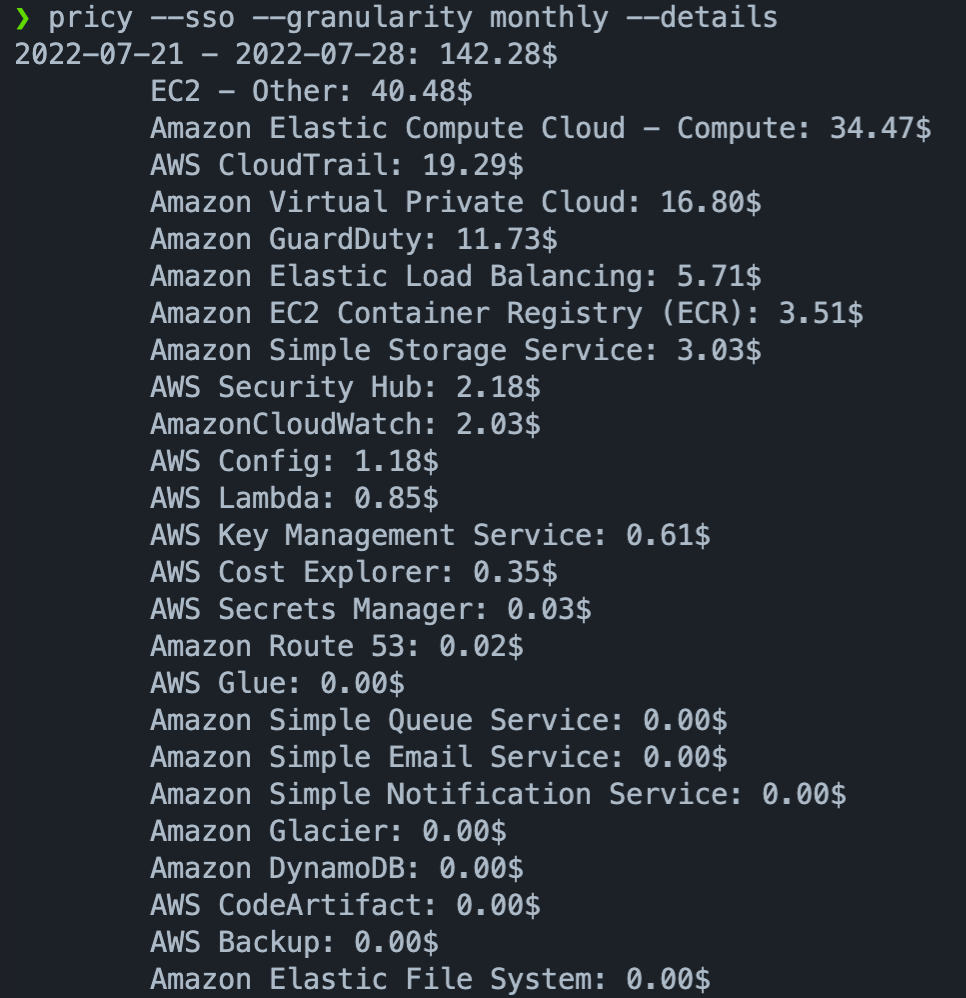 ❯ pricy --sso --granularity monthly --details
2022-07-21 - 2022-07-28: 142.28$
EC2 - Other: 40.48$
Amazon Elastic Compute Cloud - Compute: 34.47$
AWS CloudTrail: 19.29$
Amazon Virtual Private Cloud: 16.80$
Amazon GuardDuty: 11.73$
Amazon Elastic Load Balancing: 5.71$
Amazon EC2 Container Registry (ECR): 3.51$
Amazon Simple Storage Service: 3.03$
AWS Security Hub: 2.18$
AmazonCloudWatch: 2.03$
AWS Config: 1.18$
AWS Lambda: 0.85$
AWS Key Management Service: 0.61$
AWS Cost Explorer: 0.35$
AWS Secrets Manager: 0.03$
Amazon Route 53: 0.02$
AWS Glue: 0.00$
Amazon Simple Queue Service: 0.00$
Amazon Simple Email Service: 0.00$
Amazon Simple Notification Service: 0.00$
Amazon Glacier: 0.00$
Amazon DynamoDB: 0.00$
AWS CodeArtifact: 0.00$
AWS Backup: 0.00$
Amazon Elastic File System: 0.00$